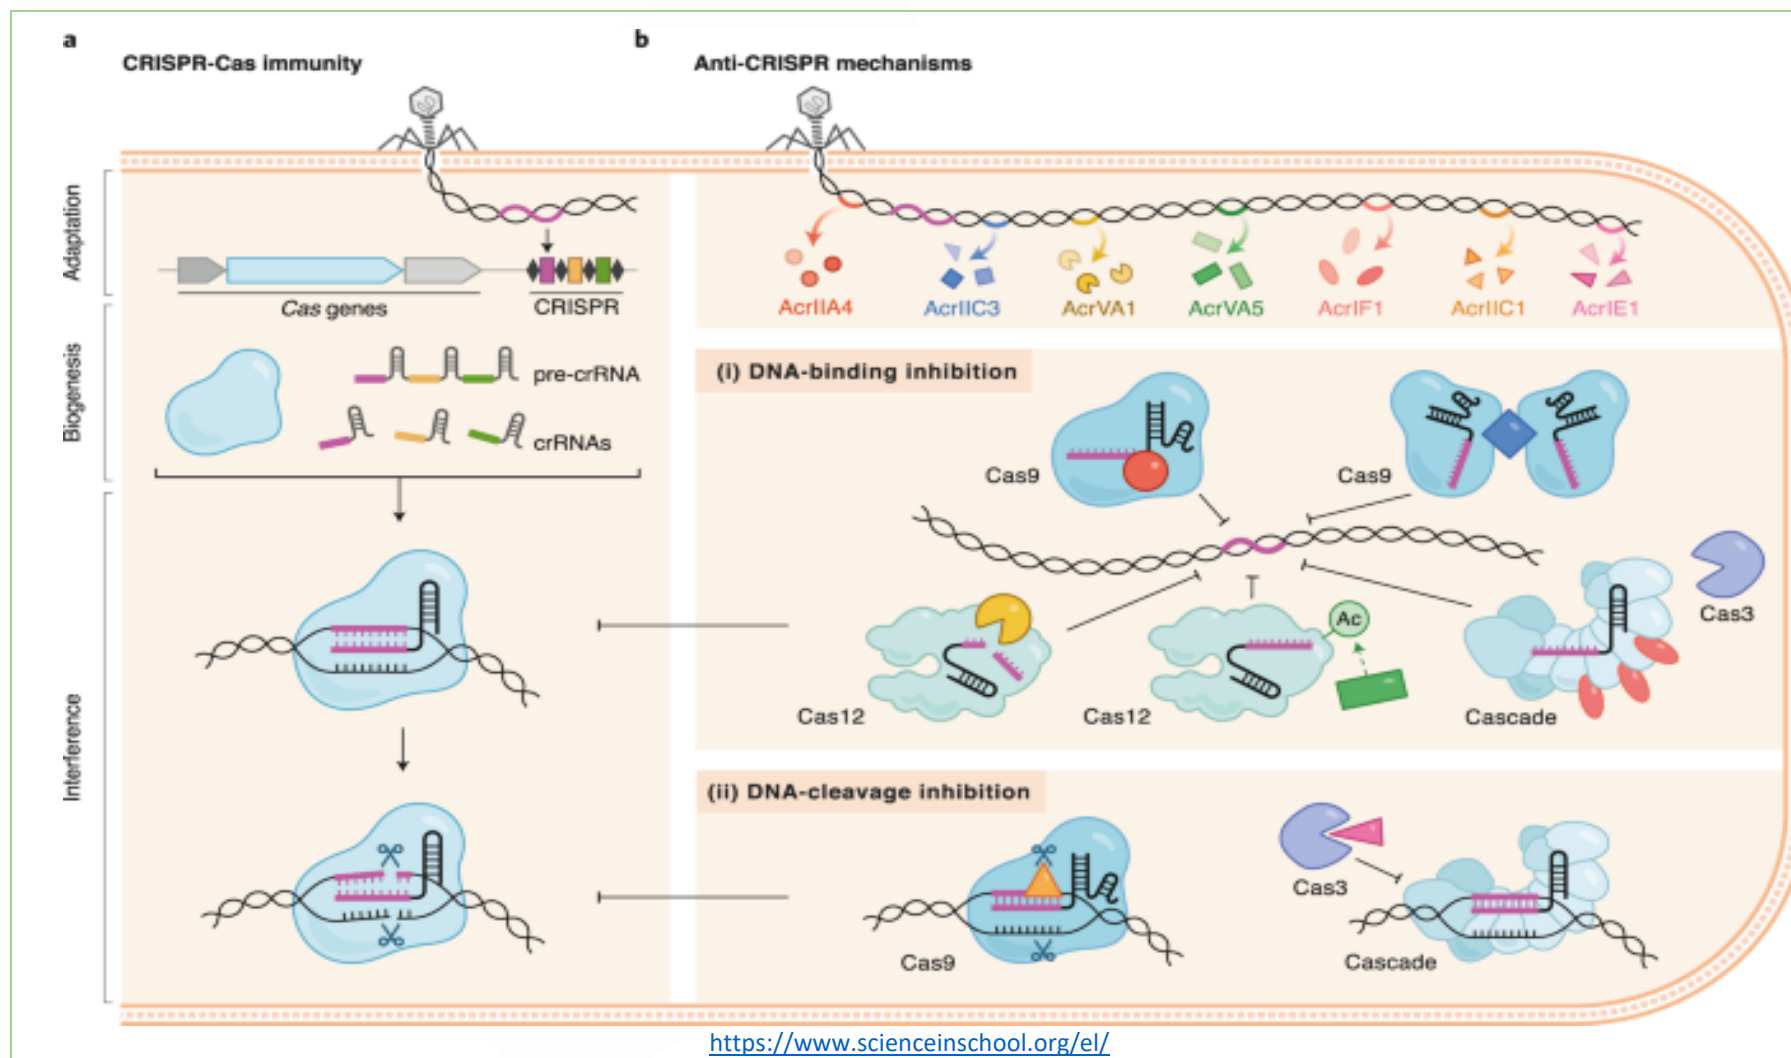 a
CRISPR-Cas immunity
Adaptation
Cas genes
CRISPR
Biogenesis
pre-crRNA
crRNAs
Interference
b
Anti-CRISPR mechanisms
AcrIIA4
AcrIIC3
AcrVA1
AcrVA5
AcrIF1
AcrIIC1
AcrIE1
(i) DNA-binding inhibition
Cas9
Cas9
Cas3
Ac
Cas12
Cas12
Cascade
(ii) DNA-cleavage inhibition
Cas3
Cas9
Cascade
https://www.scienceinschool.org/el/